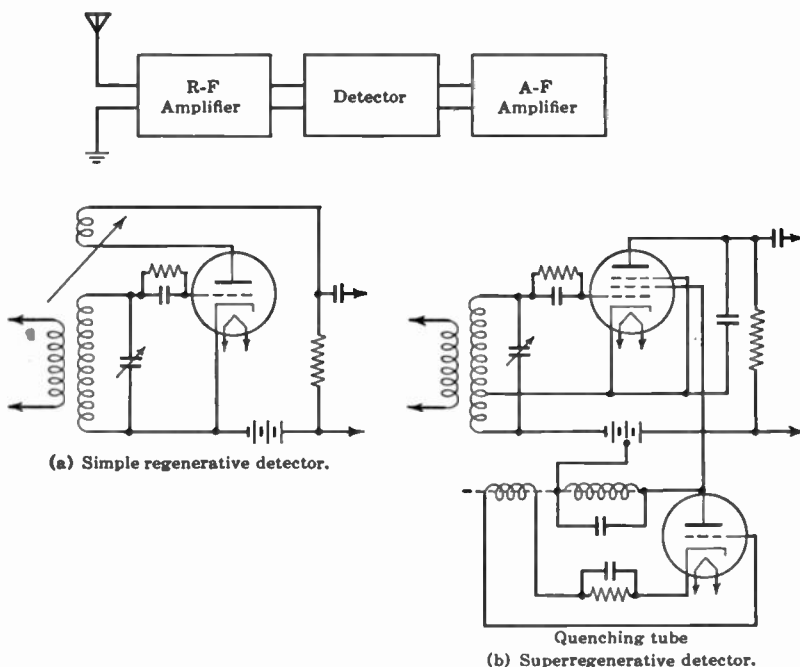 R-F
Amplifier
Detector
A-F
Amplifier
(a) Simple regenerative detector.
Quenching tube
(b) Superregenerative detector.